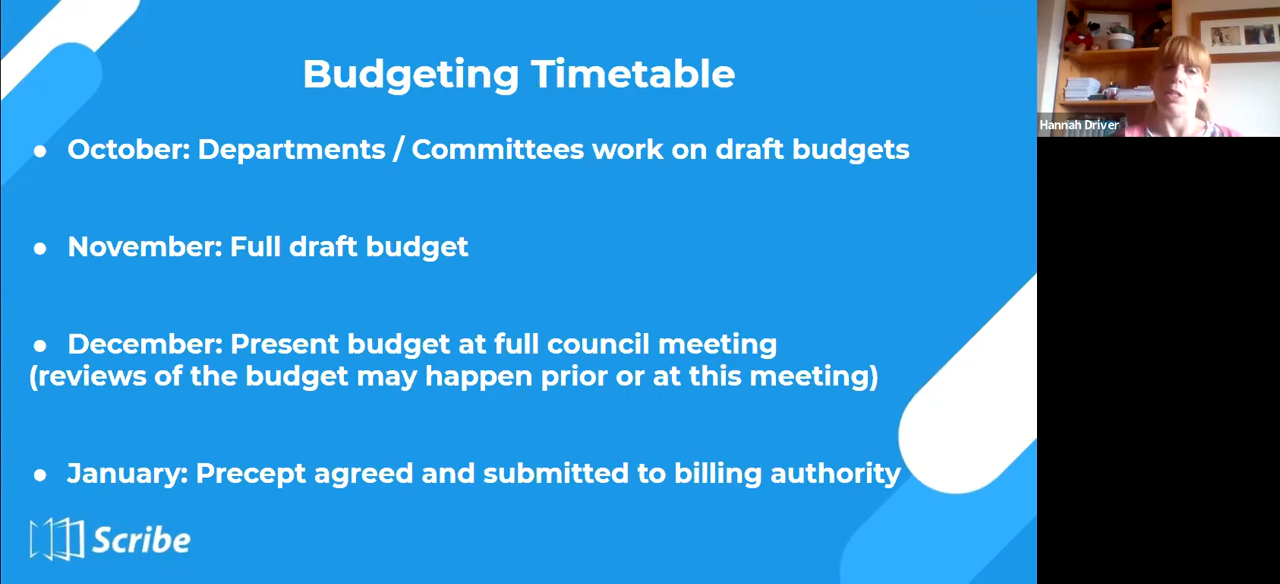 Budgeting Timetable
● October: Departments / Committees work on draft budgets
● November: Full draft budget
● December: Present budget at full council meeting
(reviews of the budget may happen prior or at this meeting)
● January: Precept agreed and submitted to billing authority
Scribe
Hannah Driver